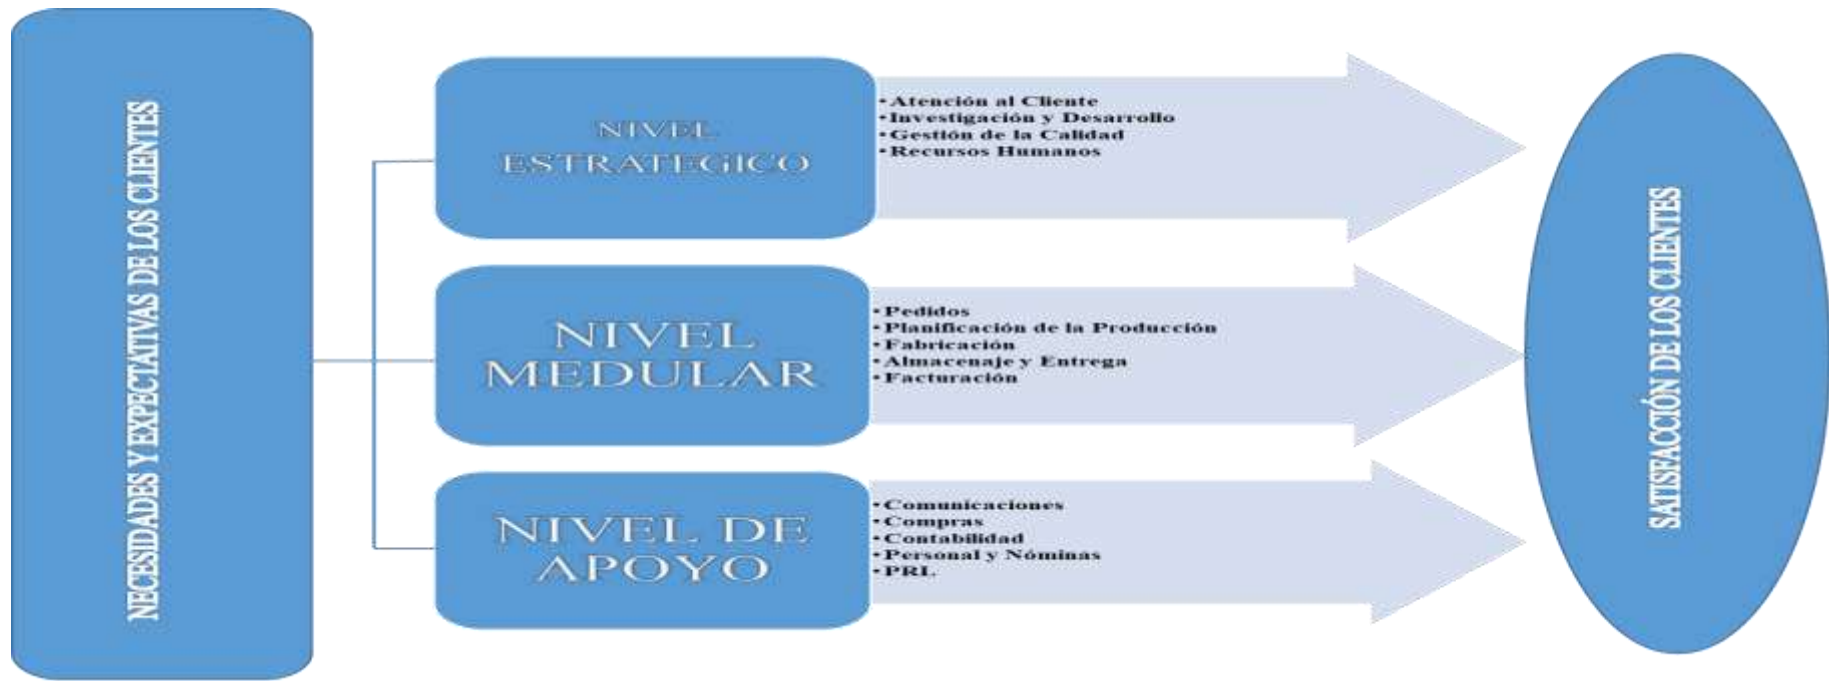 NECESIDADES Y EXPECTATIVAS DE LOS CLIENTES
NIVEL
ESTRATEGICO
•Atención al Cliente
•Investigación y Desarrollo
•Gestión de la Calidad
•Recursos Humanos
NIVEL
MEDULAR
•Pedidos
•Planificación de la Producción
•Fabricación
•Almacenaje y Entrega
•Facturación
NIVEL DE
APOYO
•Comunicaciones
•Compras
•Contabilidad
•Personal y Nóminas
•PRL
SATISFACCIÓN DE LOS CLIENTES